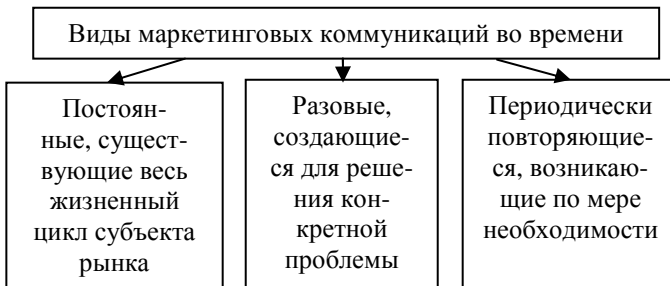 Виды маркетинговых коммуникаций во времени
Постоян-
ные, сущест-
вующие весь
жизненный
цикл субъекта
рынка
Разовые,
создающие-
ся для реше-
ния кон-
кретной
проблемы
Периодически
повторяющие-
ся, возникаю-
щие по мере
необходимости